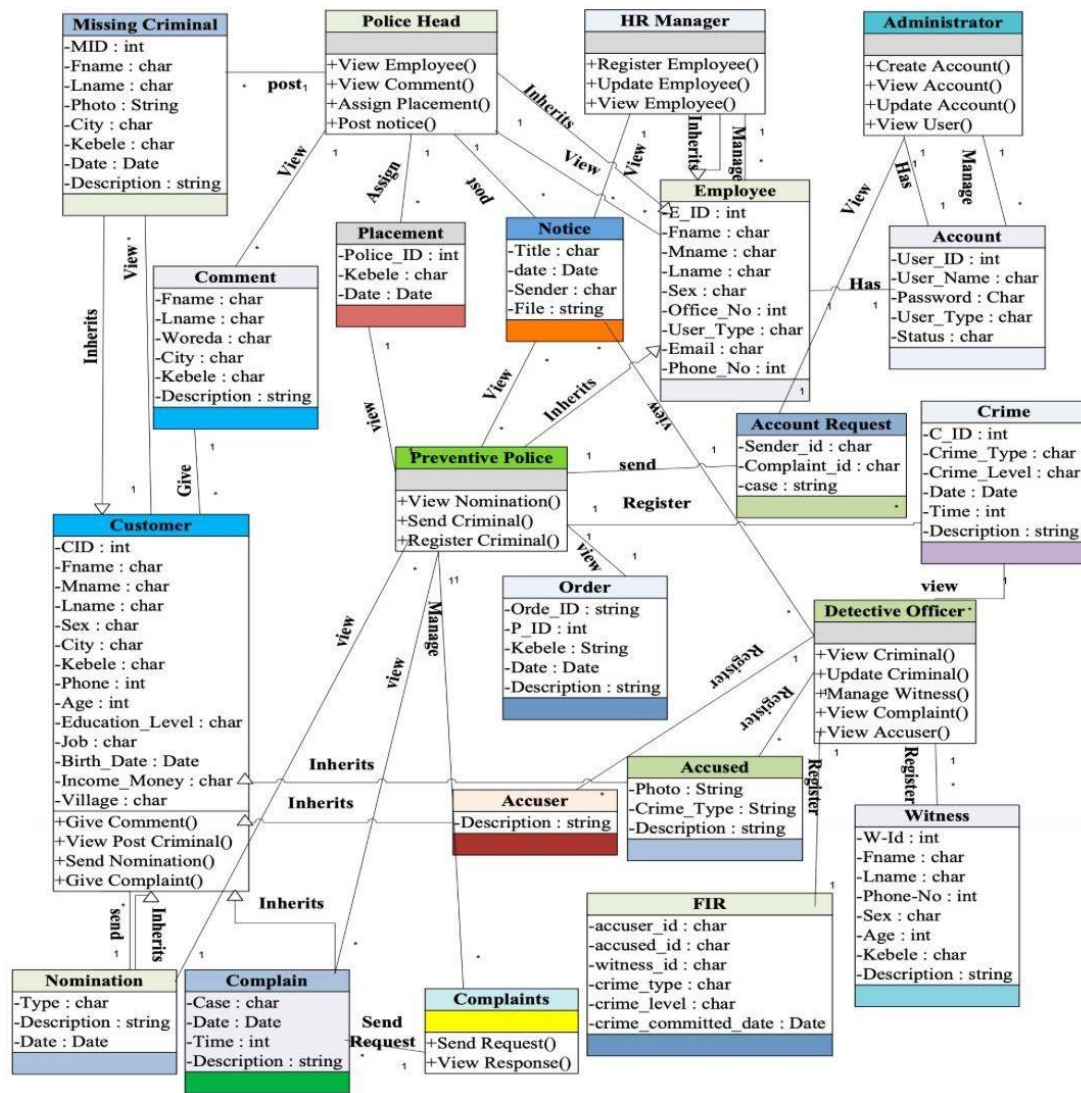 Missing Criminal
-MID : int
-Fname : char
-Lname : char
-Photo : String
-City : char
-Kebele : char
-Date : Date
-Description : string
Police Head
+View Employee()
+View Comment()
+Assign Placement()
+Post notice()
HR Manager
+Register Employee()
+Update Employee()
+View Employee()
Administrator
+Create Account()
+View Account()
+Update Account()
+View User()
post
View
Assign
post
Inherits
View
View
Inherits
Manage
View
Has
Manage
Placement
-Police_ID : int
-Kebele : char
-Date : Date
Notice
-Title : char
-date : Date
-Sender : char
-File : string
Employee
-E_ID : int
-Fname : char
-Mname : char
-Lname : char
-Sex : char
-Office_No : int
-User_Type : char
-Email : char
-Phone_No : int
Has
Account
-User_ID : int
-User_Name : char
-Password : Char
-User_Type : char
-Status : char
Comment
-Fname : char
-Lname : char
-Woreda : char
-City : char
-Kebele : char
-Description : string
Inherits
View
Give
view
View
Inherits
view
Preventive Police
+View Nomination()
+Send Criminal()
+Register Criminal()
send
Register
Account Request
-Sender_id : char
-Complaint_id : char
-case : string
Crime
-C_ID : int
-Crime_Type : char
-Crime_Level : char
-Date : Date
-Time : int
-Description : string
Customer
-CID : int
-Fname : char
-Mname : char
-Lname : char
-Sex : char
-City : char
-Kebele : char
-Phone : int
-Age : int
-Education_Level : char
-Job : char
-Birth_Date : Date
-Income_Money : char
-Village : char
+Give Comment()
+View Post Criminal()
+Send Nomination()
+Give Complaint()
view
view
Manage
view
Order
-Orde_ID : string
-P_ID : int
-Kebele : String
-Date : Date
-Description : string
view
Detective Officer
+View Criminal()
+Update Criminal()
+Manage Witness()
+View Complaint()
+View Accuser()
Register
Register
Register
Register
Inherits
Inherits
Inherits
Accuser
-Description : string
Accused
-Photo : String
-Crime_Type : String
-Description : string
Witness
-W-Id : int
-Fname : char
-Lname : char
-Phone-No : int
-Sex : char
-Age : int
-Kebele : char
-Description : string
send
Inherits
Nomination
-Type : char
-Description : string
-Date : Date
Complain
-Case : char
-Date : Date
-Time : int
-Description : string
Send
Request
Complaints
+Send Request()
+View Response()
FIR
-accuser_id : char
-accused_id : char
-witness_id : char
-crime_type : char
-crime_level : char
-crime_committed_date : Date